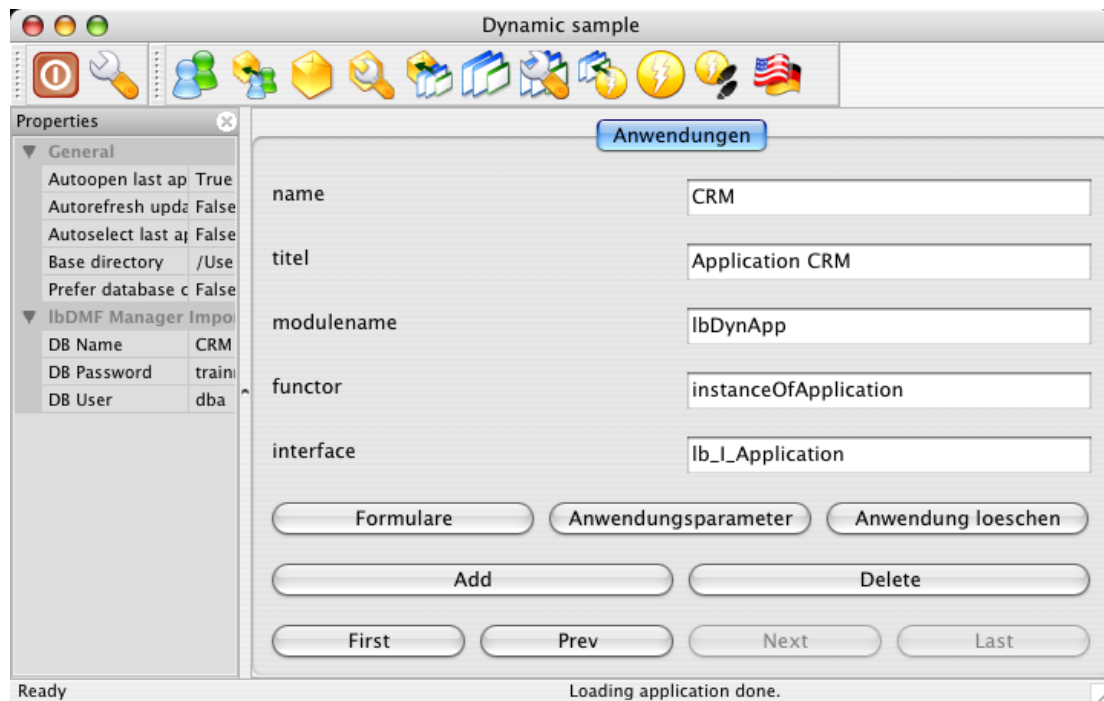 Dynamic sample
Properties
General
Autoopen last ap True
Autorefresh upda False
Autoselect last ap False
Base directory /Use
Prefer database c False
lbDMF Manager Impo
DB Name CRM
DB Password traini
DB User dba
Anwendungen
name CRM
titel Application CRM
modulename lbDynApp
functor instanceOfApplication
interface lb_I_Application
Formulare Anwendungsparameter Anwendung loeschen
Add Delete
First Prev Next Last
Ready Loading application done.